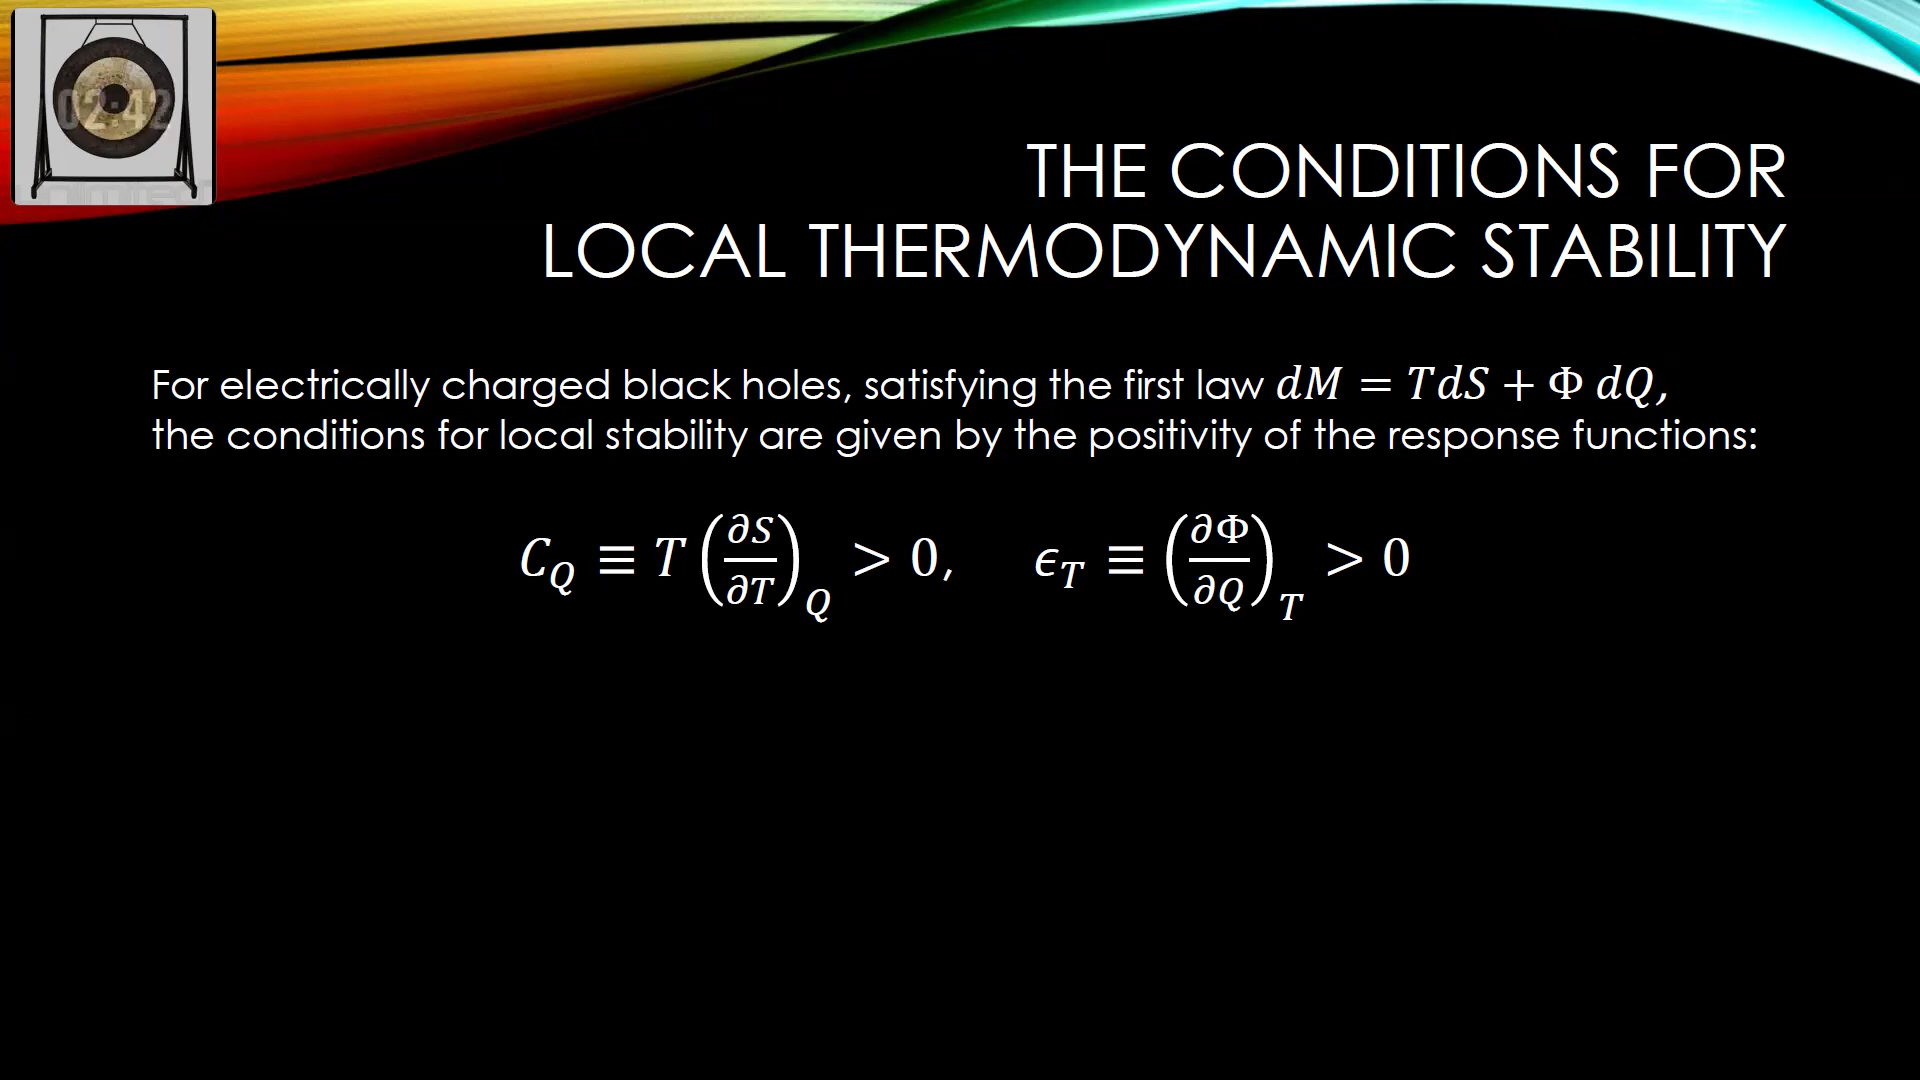 02:42
THE CONDITIONS FOR
LOCAL THERMODYNAMIC STABILITY
For electrically charged black holes, satisfying the first law 𝑑𝑀 = 𝑇𝑑𝑆 + Φ 𝑑𝑄,
the conditions for local stability are given by the positivity of the response functions:
C_Q ≡ T (∂S/∂T)_Q > 0, ϵ_T ≡ (∂Φ/∂Q)_T > 0